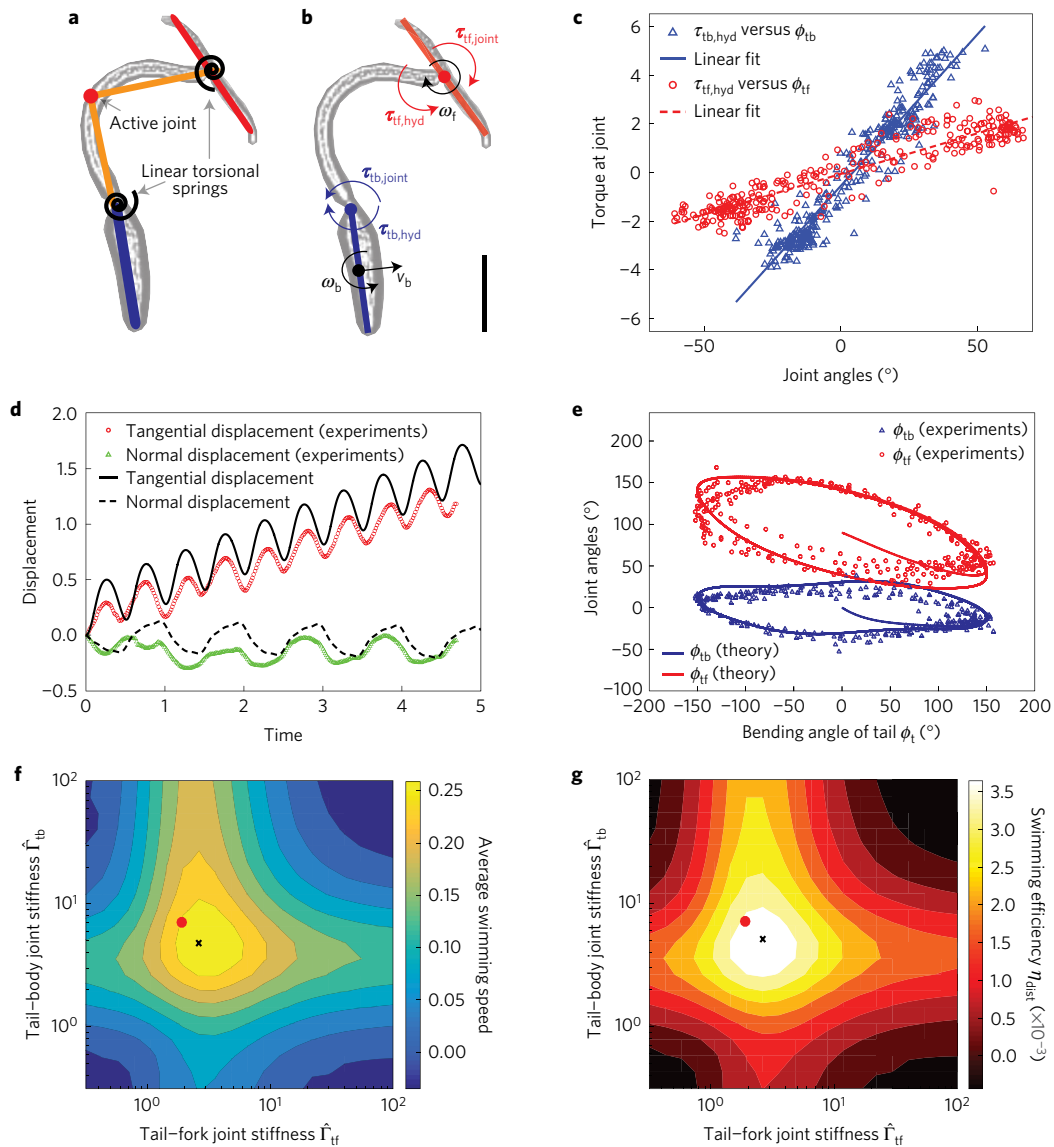 a
Active joint
Linear torsional
springs
b
τtf,joint
τtf,hyd
ωf
τtb,joint
τtb,hyd
ωb
vb
c
τtb,hyd versus ϕtb
Linear fit
τtf,hyd versus ϕtf
Linear fit
6
4
2
0
−2
−4
6
−50
0
50
Torque at joint
Joint angles (°)
d
2.0
1.5
1.0
0.5
0.0
−0.5
Tangential displacement (experiments)
Normal displacement (experiments)
Tangential displacement
Normal displacement
0
1
2
3
4
5
Displacement
Time
e
200
150
100
50
0
−50
−100
ϕtb (experiments)
ϕtf (experiments)
ϕtb (theory)
ϕtf (theory)
−200
−150
−100
−50
0
50
100
150
200
Joint angles (°)
Bending angle of tail ϕt (°)
f
10²
10¹
10⁰
10⁰
10¹
10²
Tail–body joint stiffness Γ̂tb
Tail–fork joint stiffness Γ̂tf
0.25
0.20
0.15
0.10
0.05
0.00
Average swimming
speed
g
10²
10¹
10⁰
10⁰
10¹
10²
Tail–body joint stiffness Γ̂tb
Tail–fork joint stiffness Γ̂tf
3.5
3.0
2.5
2.0
1.5
1.0
0.5
0.0
Swimming efficiency ηdist
(×10⁻³)